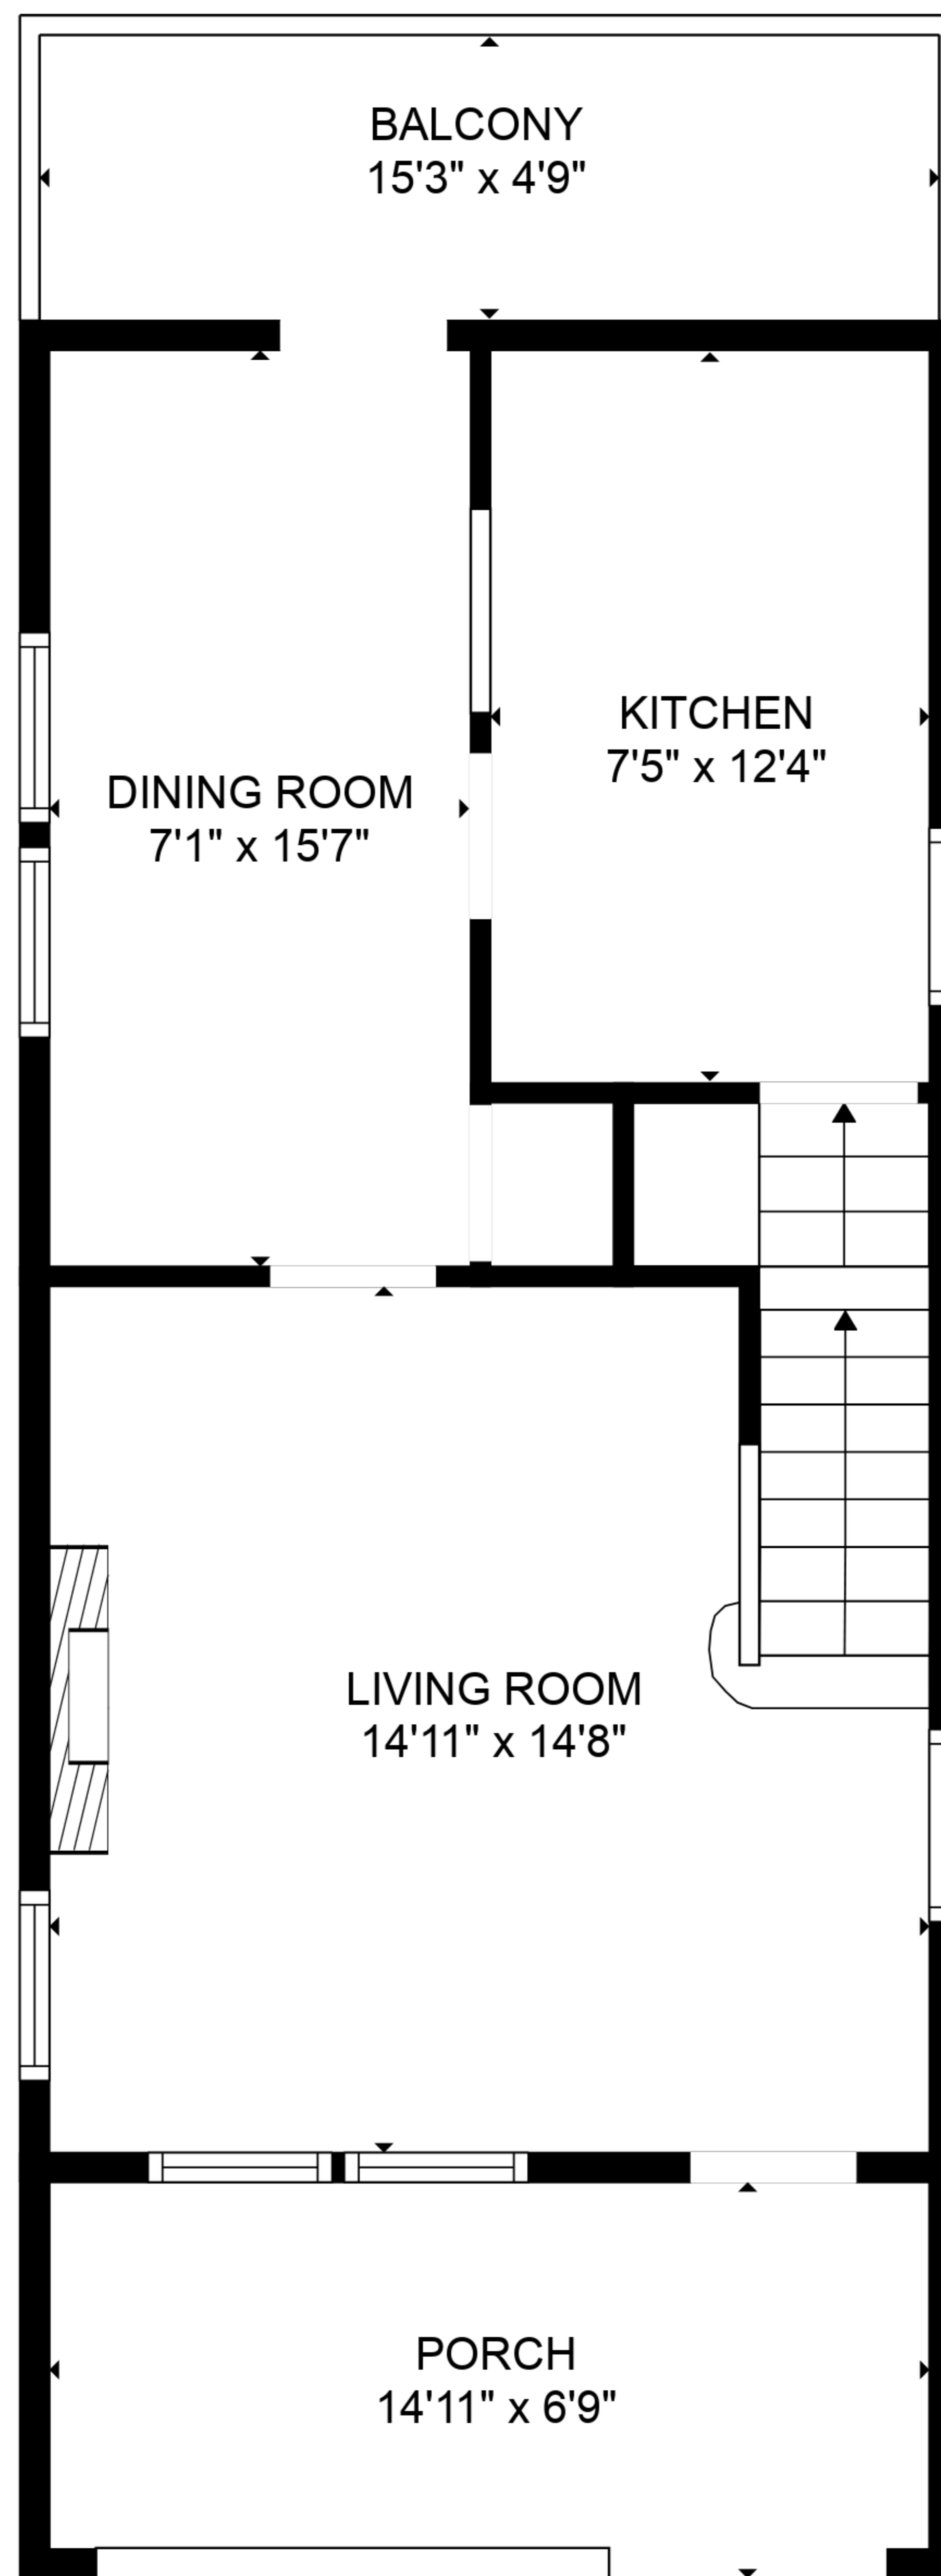 BALCONY
15'3" x 4'9"
KITCHEN
7'5" x 12'4"
DINING ROOM
7'1" x 15'7"
LIVING ROOM
14'11" x 14'8"
PORCH
14'11" x 6'9"